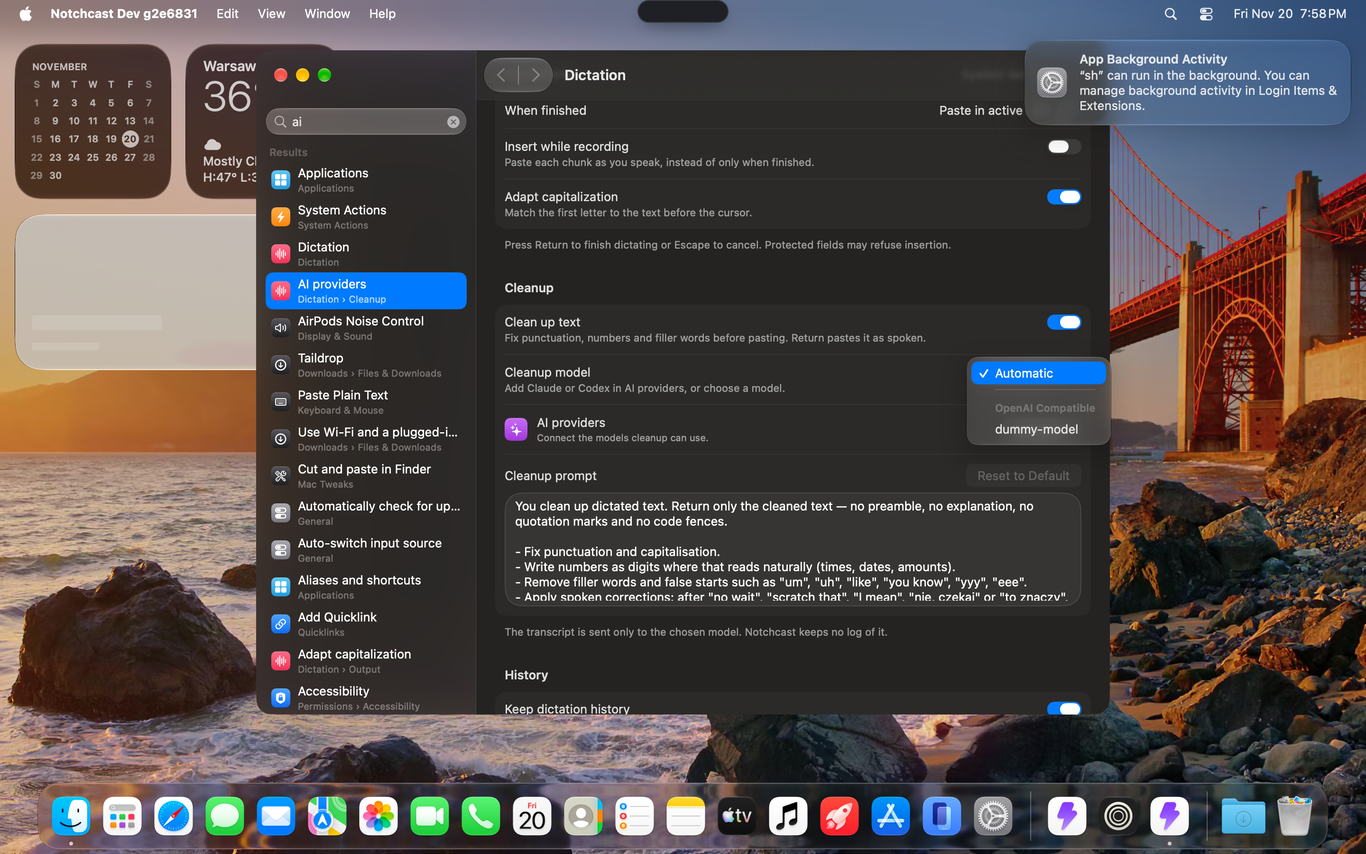 Notchcast Dev g2e6831 Edit View Window Help
Fri Nov 20 7:58 PM
NOVEMBER
S M T W T F S
1 2 3 4 5 6 7
8 9 10 11 12 13 14
15 16 17 18 19 20 21
22 23 24 25 26 27 28
29 30
Warsaw
36°
Mostly
H:47°
ai
Results
Applications
Applications
System Actions
System Actions
Dictation
Dictation
AI providers
Dictation › Cleanup
AirPods Noise Control
Display & Sound
Taildrop
Downloads › Files & Downloads
Paste Plain Text
Keyboard & Mouse
Use Wi-Fi and a plugged-i...
Downloads › Files & Downloads
Cut and paste in Finder
Mac Tweaks
Automatically check for up...
General
Auto-switch input source
General
Aliases and shortcuts
Applications
Add Quicklink
Quicklinks
Adapt capitalization
Dictation › Output
Accessibility
Permissions › Accessibility
Dictation
When finished
Paste in active
Insert while recording
Paste each chunk as you speak, instead of only when finished.
Adapt capitalization
Match the first letter to the text before the cursor.
Press Return to finish dictating or Escape to cancel. Protected fields may refuse insertion.
Cleanup
Clean up text
Fix punctuation, numbers and filler words before pasting. Return pastes it as spoken.
Cleanup model
Add Claude or Codex in AI providers, or choose a model.
✓ Automatic
OpenAI Compatible
dummy-model
AI providers
Connect the models cleanup can use.
Cleanup prompt
Reset to Default
You clean up dictated text. Return only the cleaned text — no preamble, no explanation, no
quotation marks and no code fences.
- Fix punctuation and capitalisation.
- Write numbers as digits where that reads naturally (times, dates, amounts).
- Remove filler words and false starts such as "um", "uh", "like", "you know", "yyy", "eee".
- Apply spoken corrections: after "no wait", "scratch that", "I mean", "nie, czekaj" or "to znaczy",
The transcript is sent only to the chosen model. Notchcast keeps no log of it.
History
Keep dictation history
App Background Activity
“sh” can run in the background. You can
manage background activity in Login Items &
Extensions.
Fri
20
tv